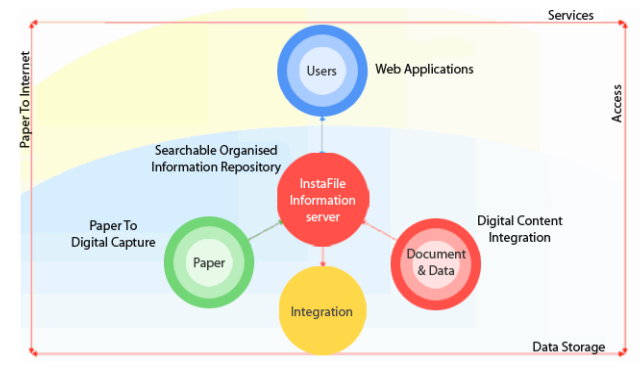 Services
Paper To Internet
Access
Users
Web Applications
Searchable Organised
Information Repository
InstaFile
Information
server
Paper To
Digital Capture
Digital Content
Integration
Paper
Document
& Data
Integration
Data Storage